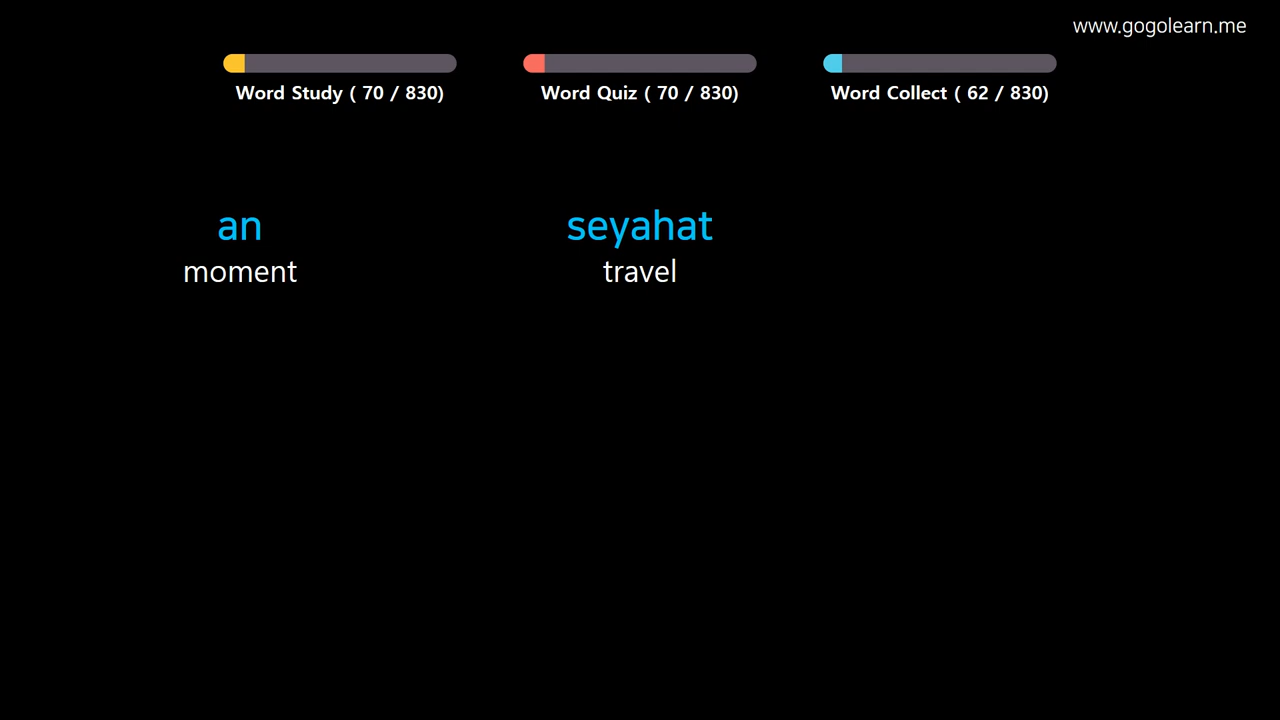 www.gogolearn.me
Word Study ( 70 / 830)
Word Quiz ( 70 / 830)
Word Collect ( 62 / 830)
an
moment
seyahat
travel